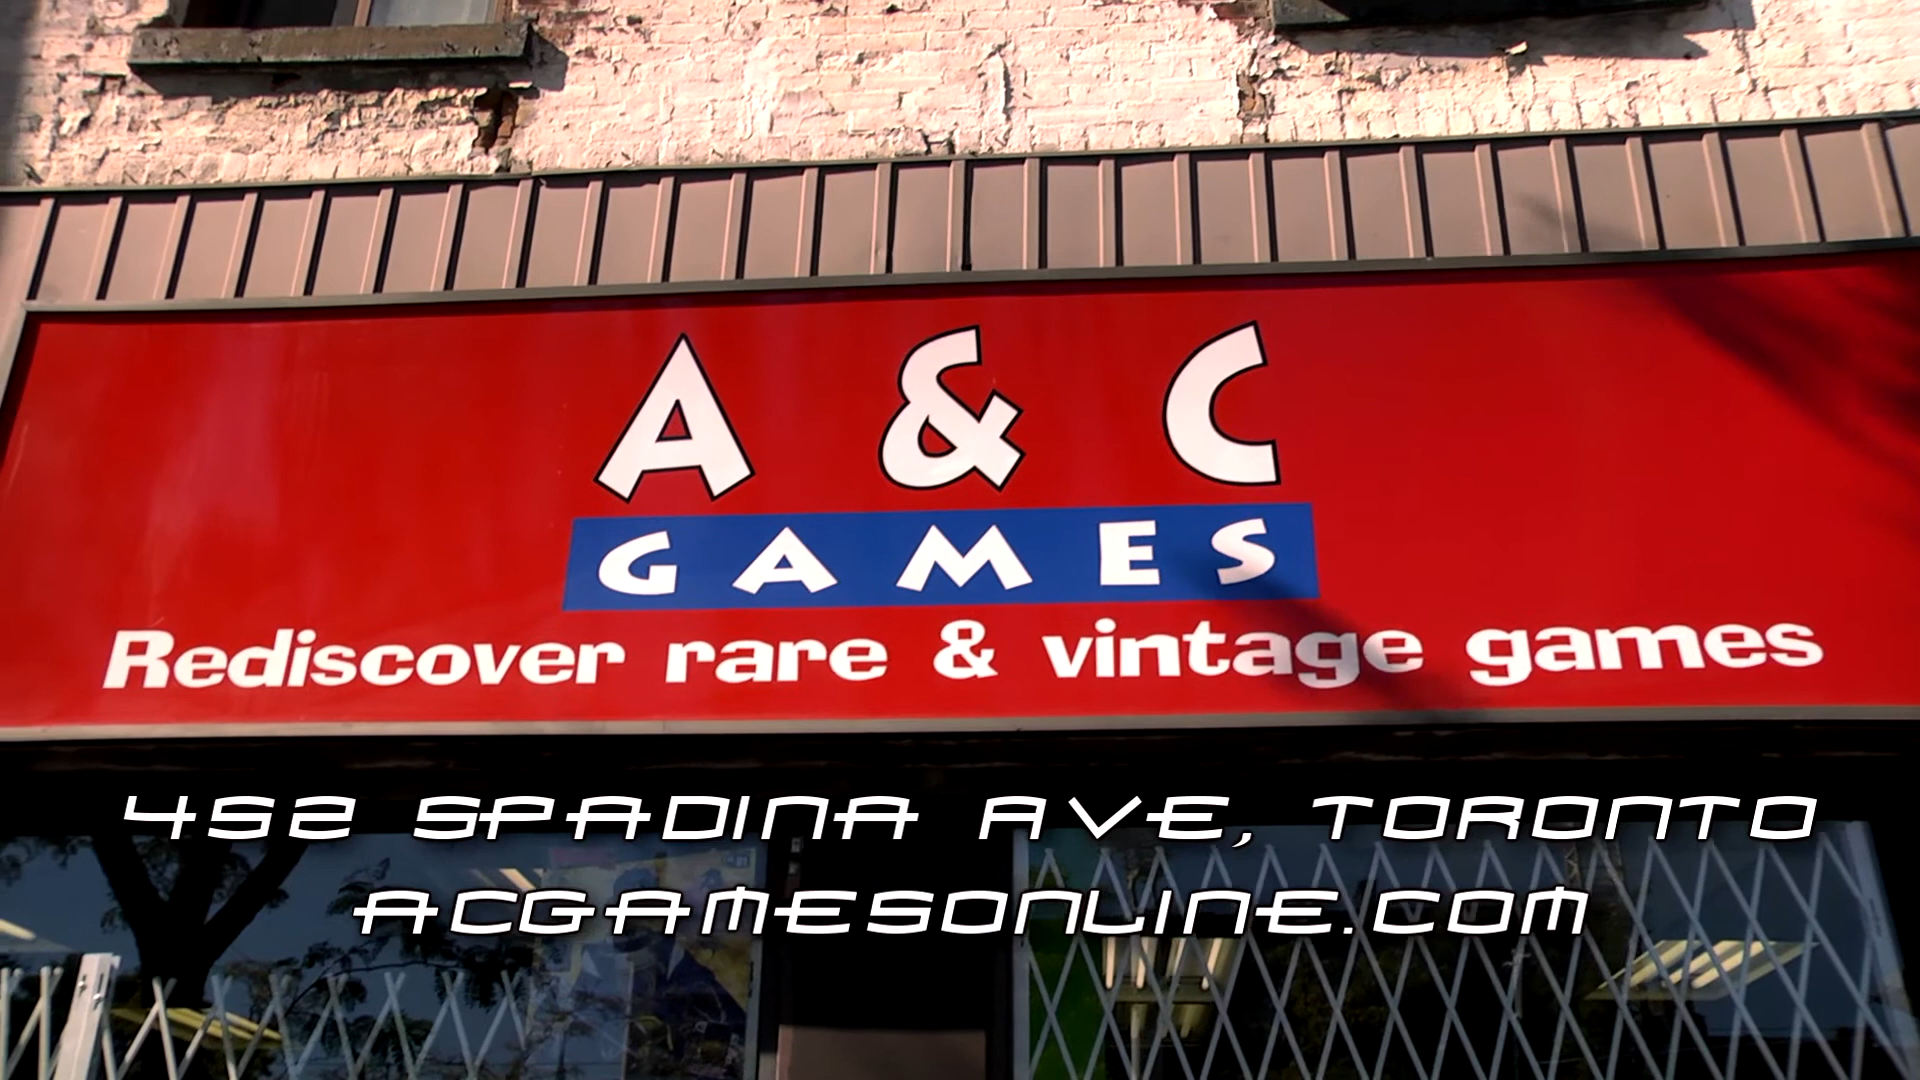 A & C
GAMES
Rediscover rare & vintage games
452 SPADINA AVE, TORONTO
ACGAMESONLINE.COM